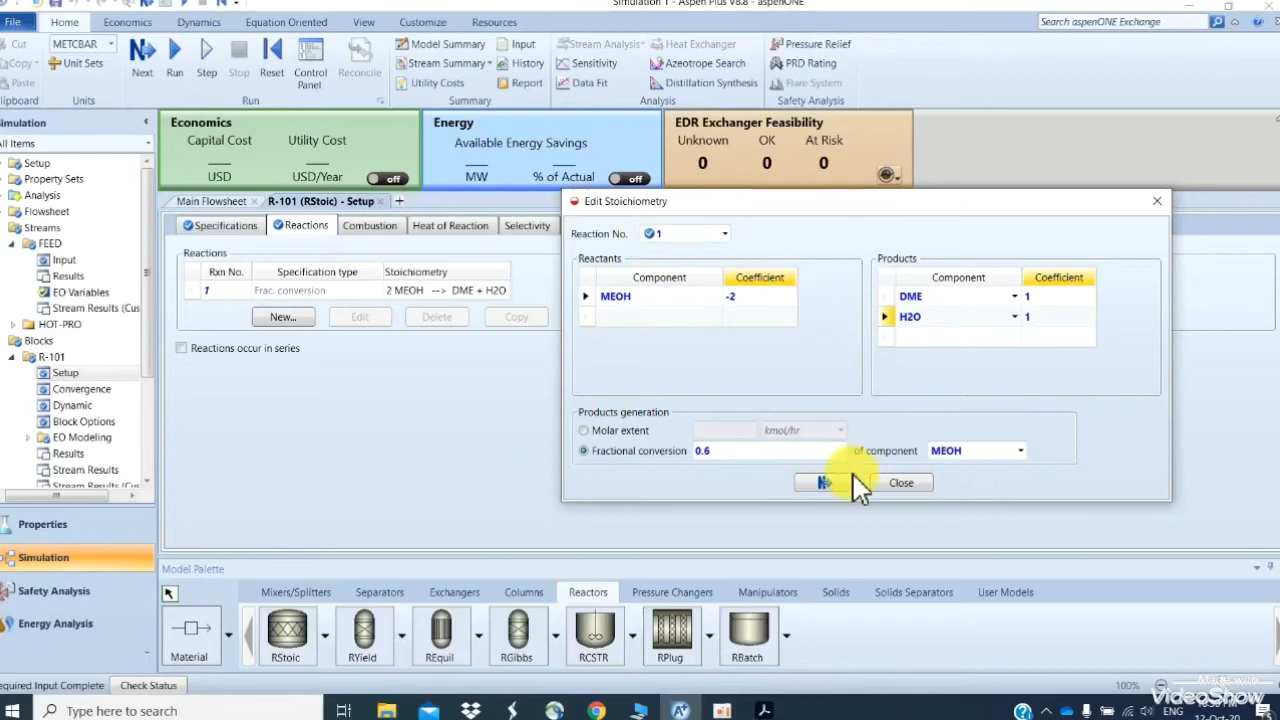 Simulation 1 - Aspen Plus V8.8 - aspenONE
File Home Economics Dynamics Equation Oriented View Customize Resources Search aspenONE Exchange
Cut METCBAR Model Summary Input Stream Analysis Heat Exchanger Pressure Relief
Copy Unit Sets Next Run Step Stop Reset Control Panel Reconcile Stream Summary History Sensitivity Azeotrope Search PRD Rating
Paste Utility Costs Report Data Fit Distillation Synthesis Flare System
lipboard Units Run Summary Analysis Safety Analysis
Simulation
All Items
Setup
Property Sets
Analysis
Flowsheet
Streams
FEED
Input
Results
EO Variables
Stream Results (Cu
HOT-PRO
Blocks
R-101
Setup
Convergence
Dynamic
Block Options
EO Modeling
Results
Stream Results
Stream Results (Cu
Properties
Simulation
Safety Analysis
Energy Analysis
Economics
Capital Cost Utility Cost
USD USD/Year off
Energy
Available Energy Savings
MW % of Actual off
EDR Exchanger Feasibility
Unknown OK At Risk
0 0 0
Main Flowsheet R-101 (RStoic) - Setup +
Specifications Reactions Combustion Heat of Reaction Selectivity
Reactions
Rxn No. Specification type Stoichiometry
1 Frac. conversion 2 MEOH --> DME + H2O
New... Edit Delete Copy
Reactions occur in series
Edit Stoichiometry
Reaction No. 1
Reactants Products
Component Coefficient Component Coefficient
MEOH -2 DME 1
H2O 1
Products generation
Molar extent kmol/hr
Fractional conversion 0.6 of component MEOH
N Close
Model Palette
Mixers/Splitters Separators Exchangers Columns Reactors Pressure Changers Manipulators Solids Solids Separators User Models
Material RStoic RYield REquil RGibbs RCSTR RPlug RBatch
Required Input Complete Check Status 100%
Made with
VideoShow
Type here to search ENG